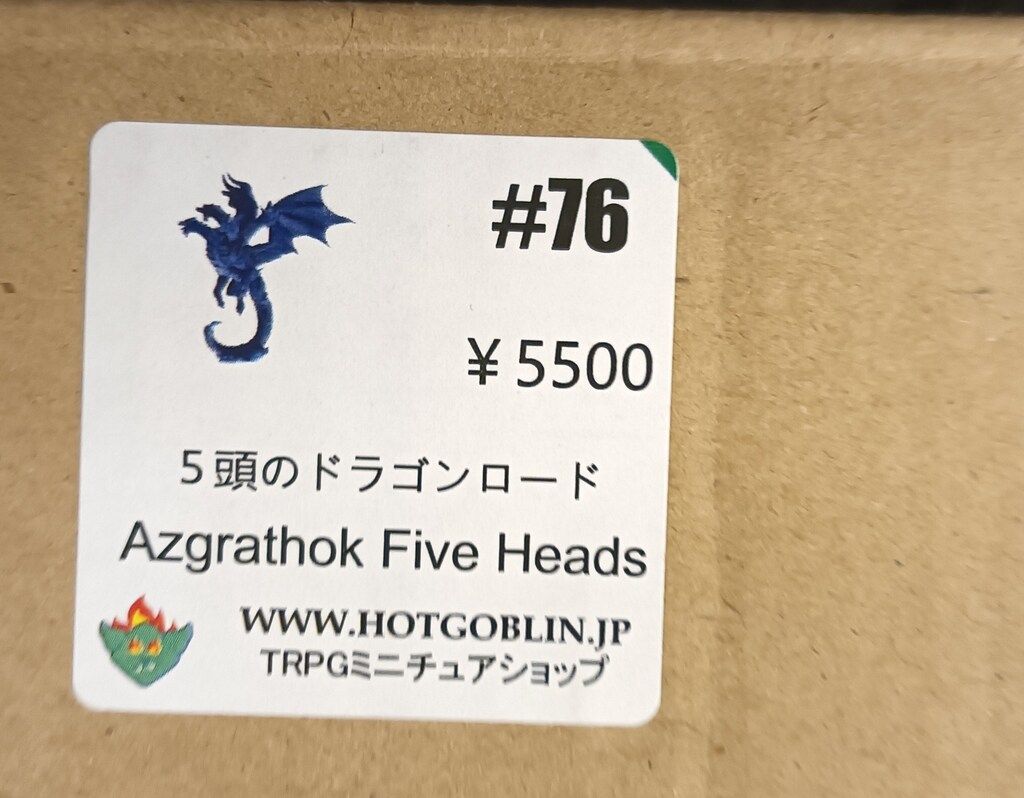 #76
¥5500
5頭のドラゴンロード
Azgrathok Five Heads
WWW.HOTGOBLIN.JP
TRPGミニチュアショップ